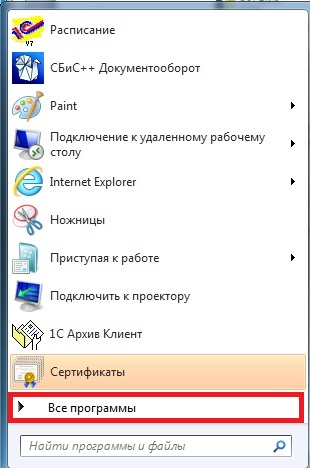 Расписание
V7
СБиС++ Документооборот
Paint
Подключение к удаленному рабочему
столу
Internet Explorer
Ножницы
Приступая к работе
Подключить к проектору
1С Архив Клиент
Сертификаты
Все программы
Найти программы и файлы